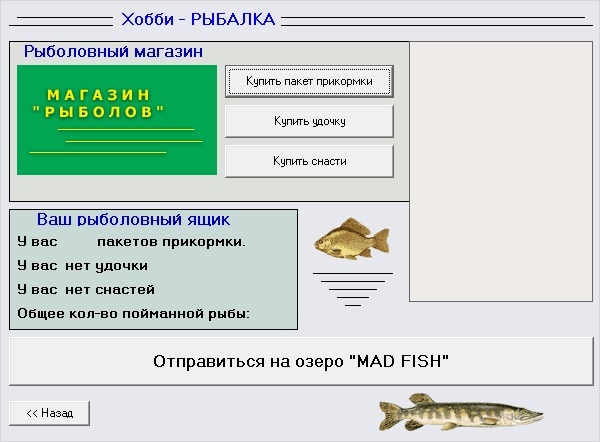 Хобби - РЫБАЛКА
Рыболовный магазин
МАГАЗИН
"РЫБОЛОВ"
Купить пакет прикормки
Купить удочку
Купить снасти
Ваш рыболовный ящик
У вас пакетов прикормки.
У вас нет удочки
У вас нет снастей
Общее кол-во пойманной рыбы:
Отправиться на озеро "MAD FISH"
<< Назад